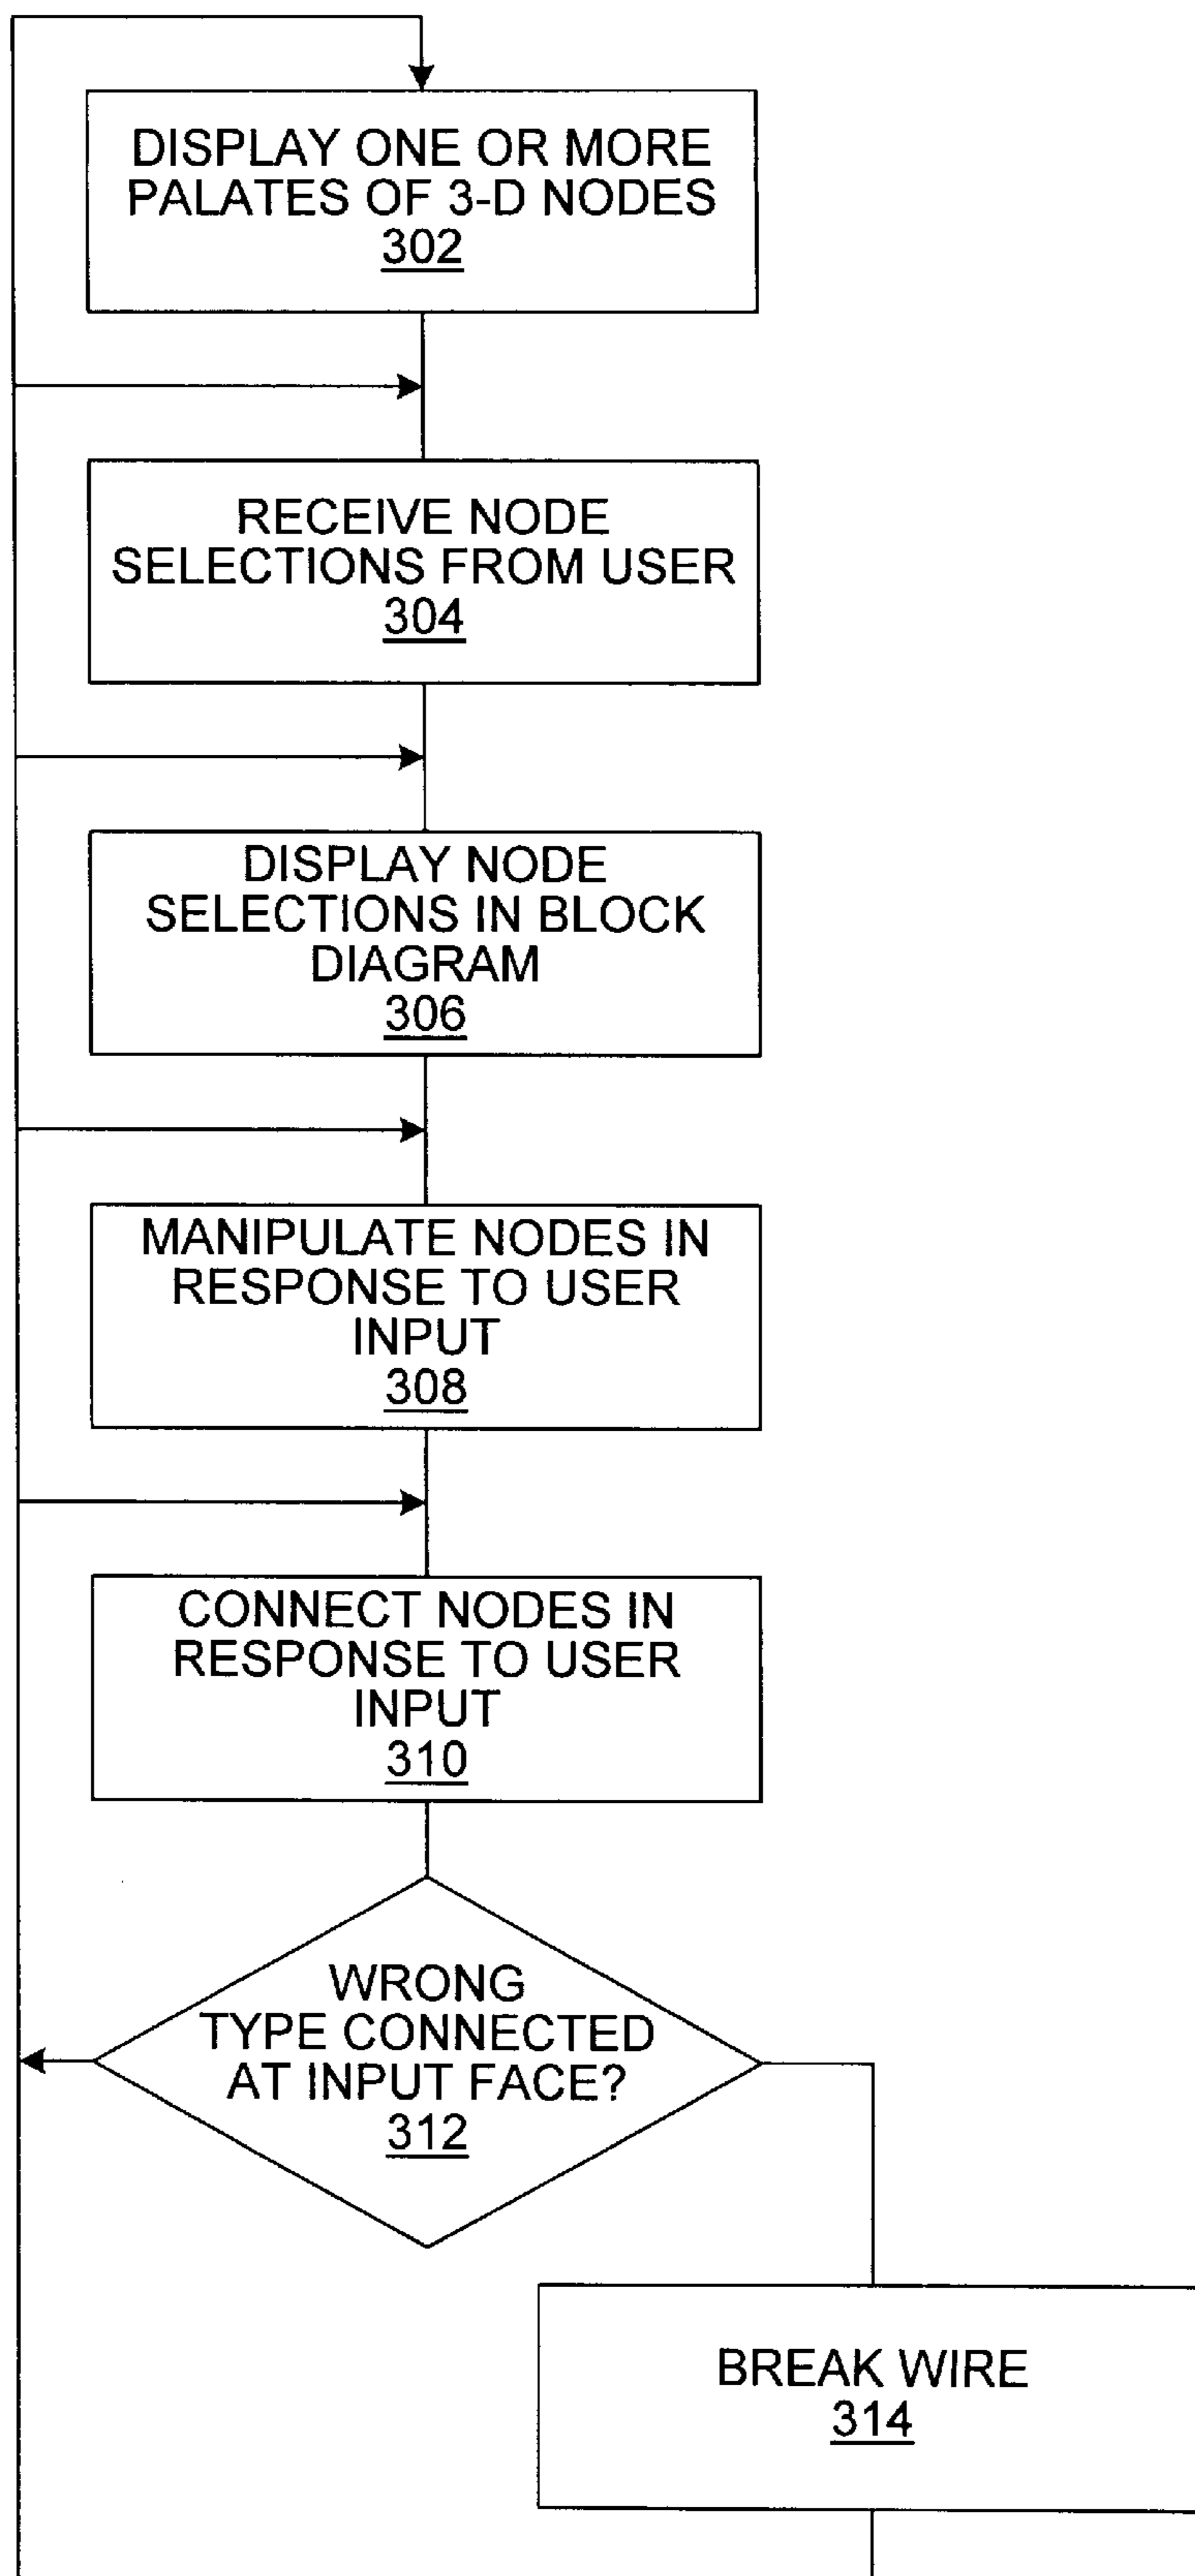 DISPLAY ONE OR MORE
PALATES OF 3-D NODES
302
RECEIVE NODE
SELECTIONS FROM USER
304
DISPLAY NODE
SELECTIONS IN BLOCK
DIAGRAM
306
MANIPULATE NODES IN
RESPONSE TO USER
INPUT
308
CONNECT NODES IN
RESPONSE TO USER
INPUT
310
WRONG
TYPE CONNECTED
AT INPUT FACE?
312
BREAK WIRE
314